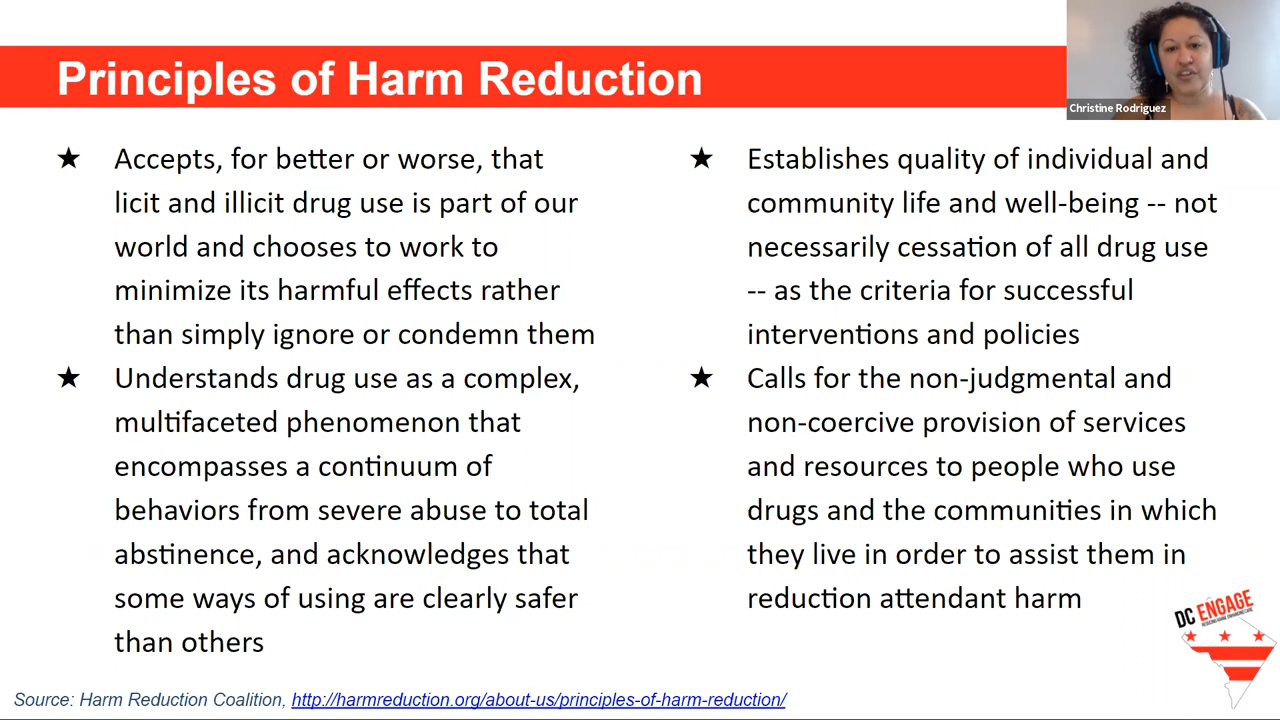 Principles of Harm Reduction
Christine Rodriguez
★ Accepts, for better or worse, that
licit and illicit drug use is part of our
world and chooses to work to
minimize its harmful effects rather
than simply ignore or condemn them
★ Understands drug use as a complex,
multifaceted phenomenon that
encompasses a continuum of
behaviors from severe abuse to total
abstinence, and acknowledges that
some ways of using are clearly safer
than others
★ Establishes quality of individual and
community life and well-being -- not
necessarily cessation of all drug use
-- as the criteria for successful
interventions and policies
★ Calls for the non-judgmental and
non-coercive provision of services
and resources to people who use
drugs and the communities in which
they live in order to assist them in
reduction attendant harm
DC ENGAGE
REDUCING HARM, ENHANCING CARE
Source: Harm Reduction Coalition, http://harmreduction.org/about-us/principles-of-harm-reduction/